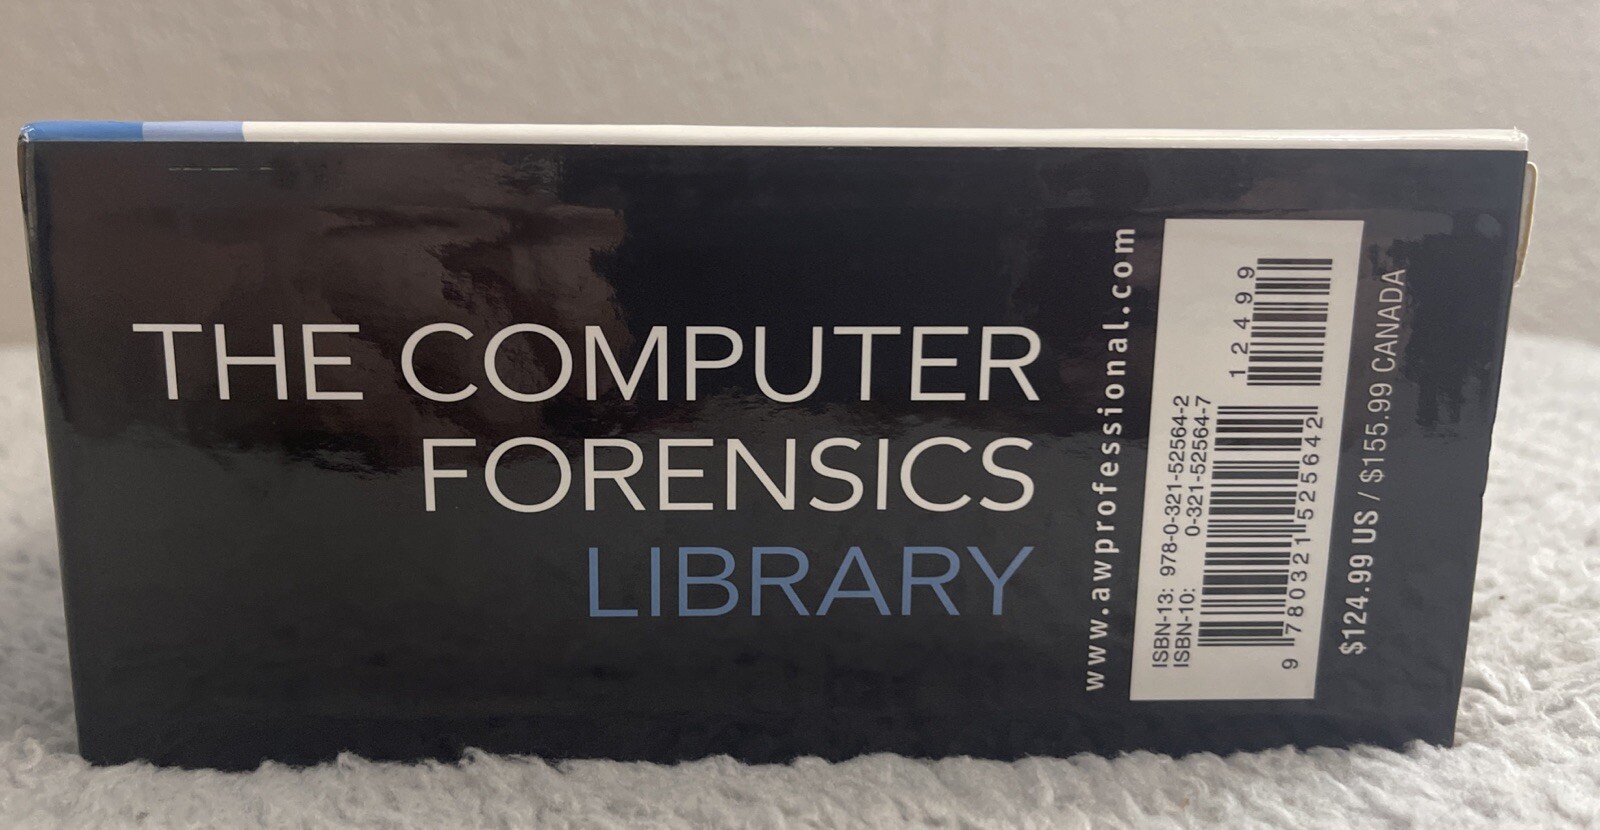 THE COMPUTER
FORENSICS
LIBRARY
www.awprofessional.com
ISBN-13: 978-0-321-52564-2
ISBN-10: 0-321-52564-7
9 780321 525642
12499
$124.99 US / $155.99 CANADA